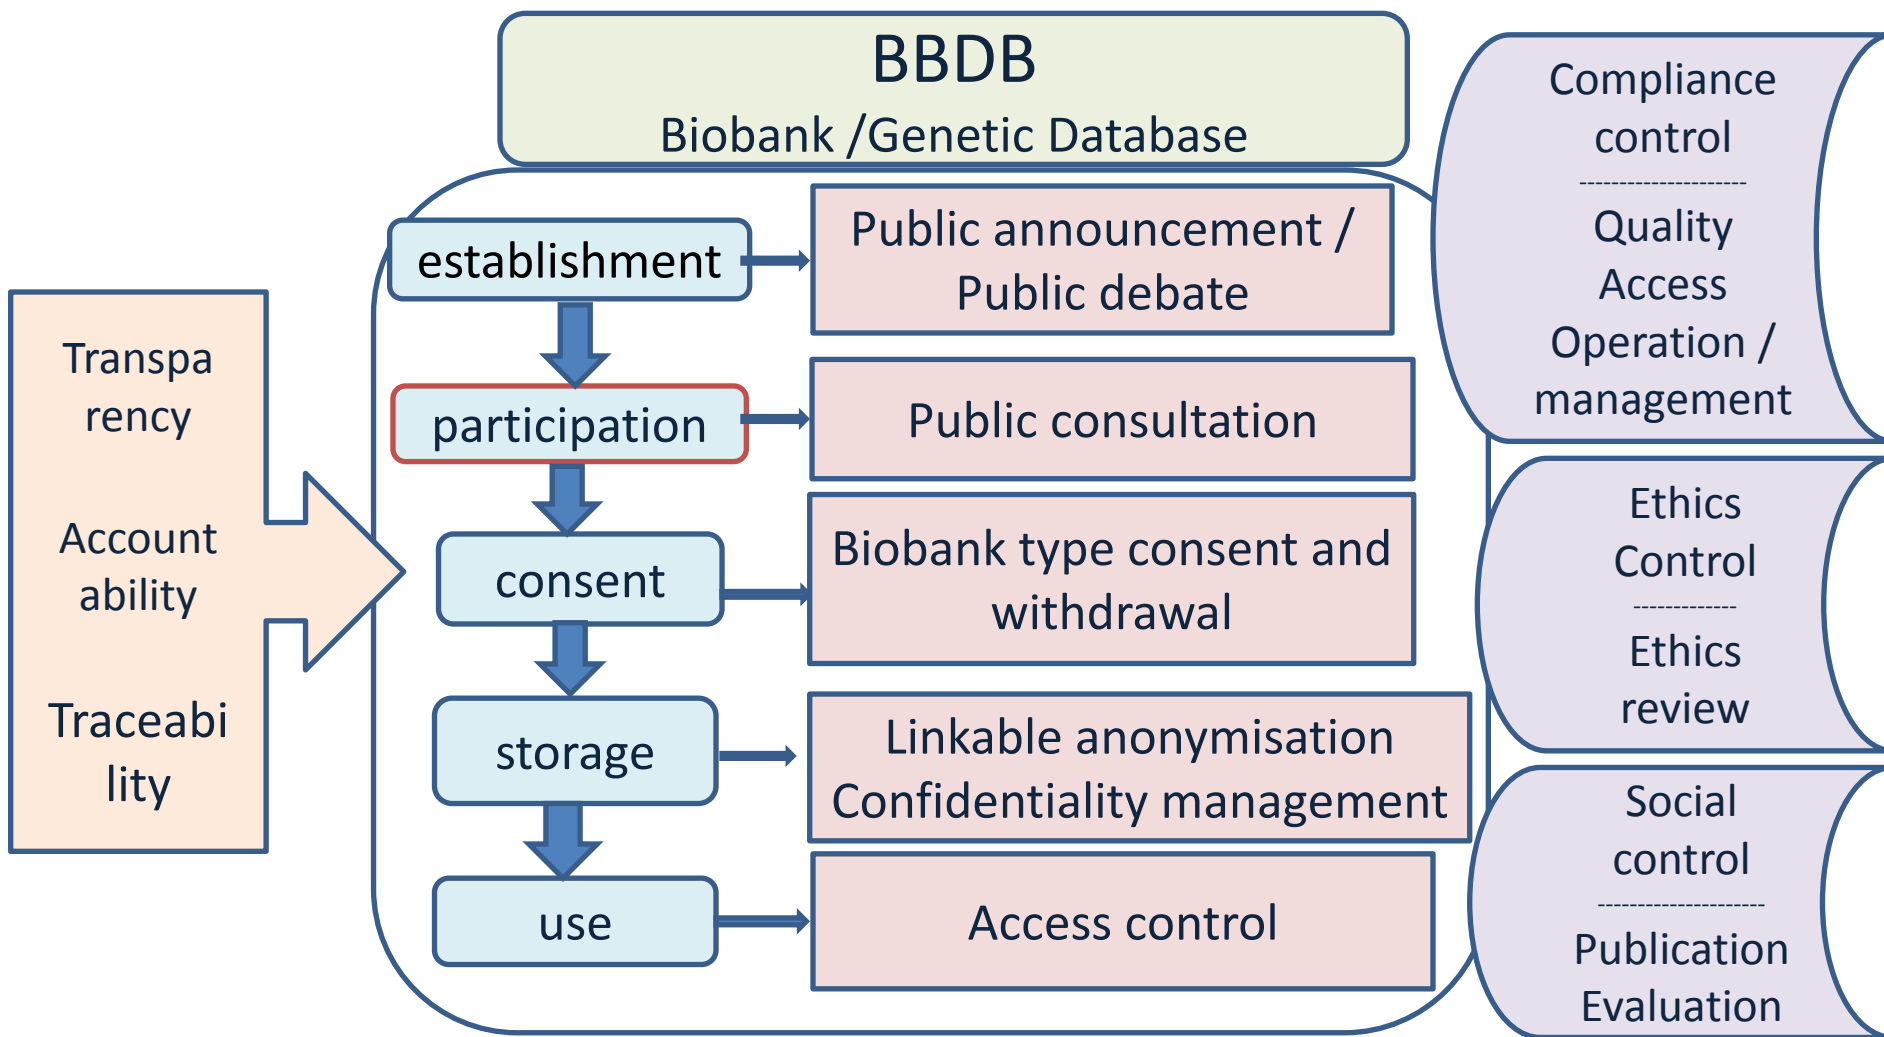 BBDB
Biobank /Genetic Database
Transpa
rency
Account
ability
Traceabi
lity
establishment
Public announcement /
Public debate
participation
Public consultation
consent
Biobank type consent and
withdrawal
storage
Linkable anonymisation
Confidentiality management
use
Access control
Compliance
control
---------------------
Quality
Access
Operation /
management
Ethics
Control
-------------
Ethics
review
Social
control
---------------------
Publication
Evaluation